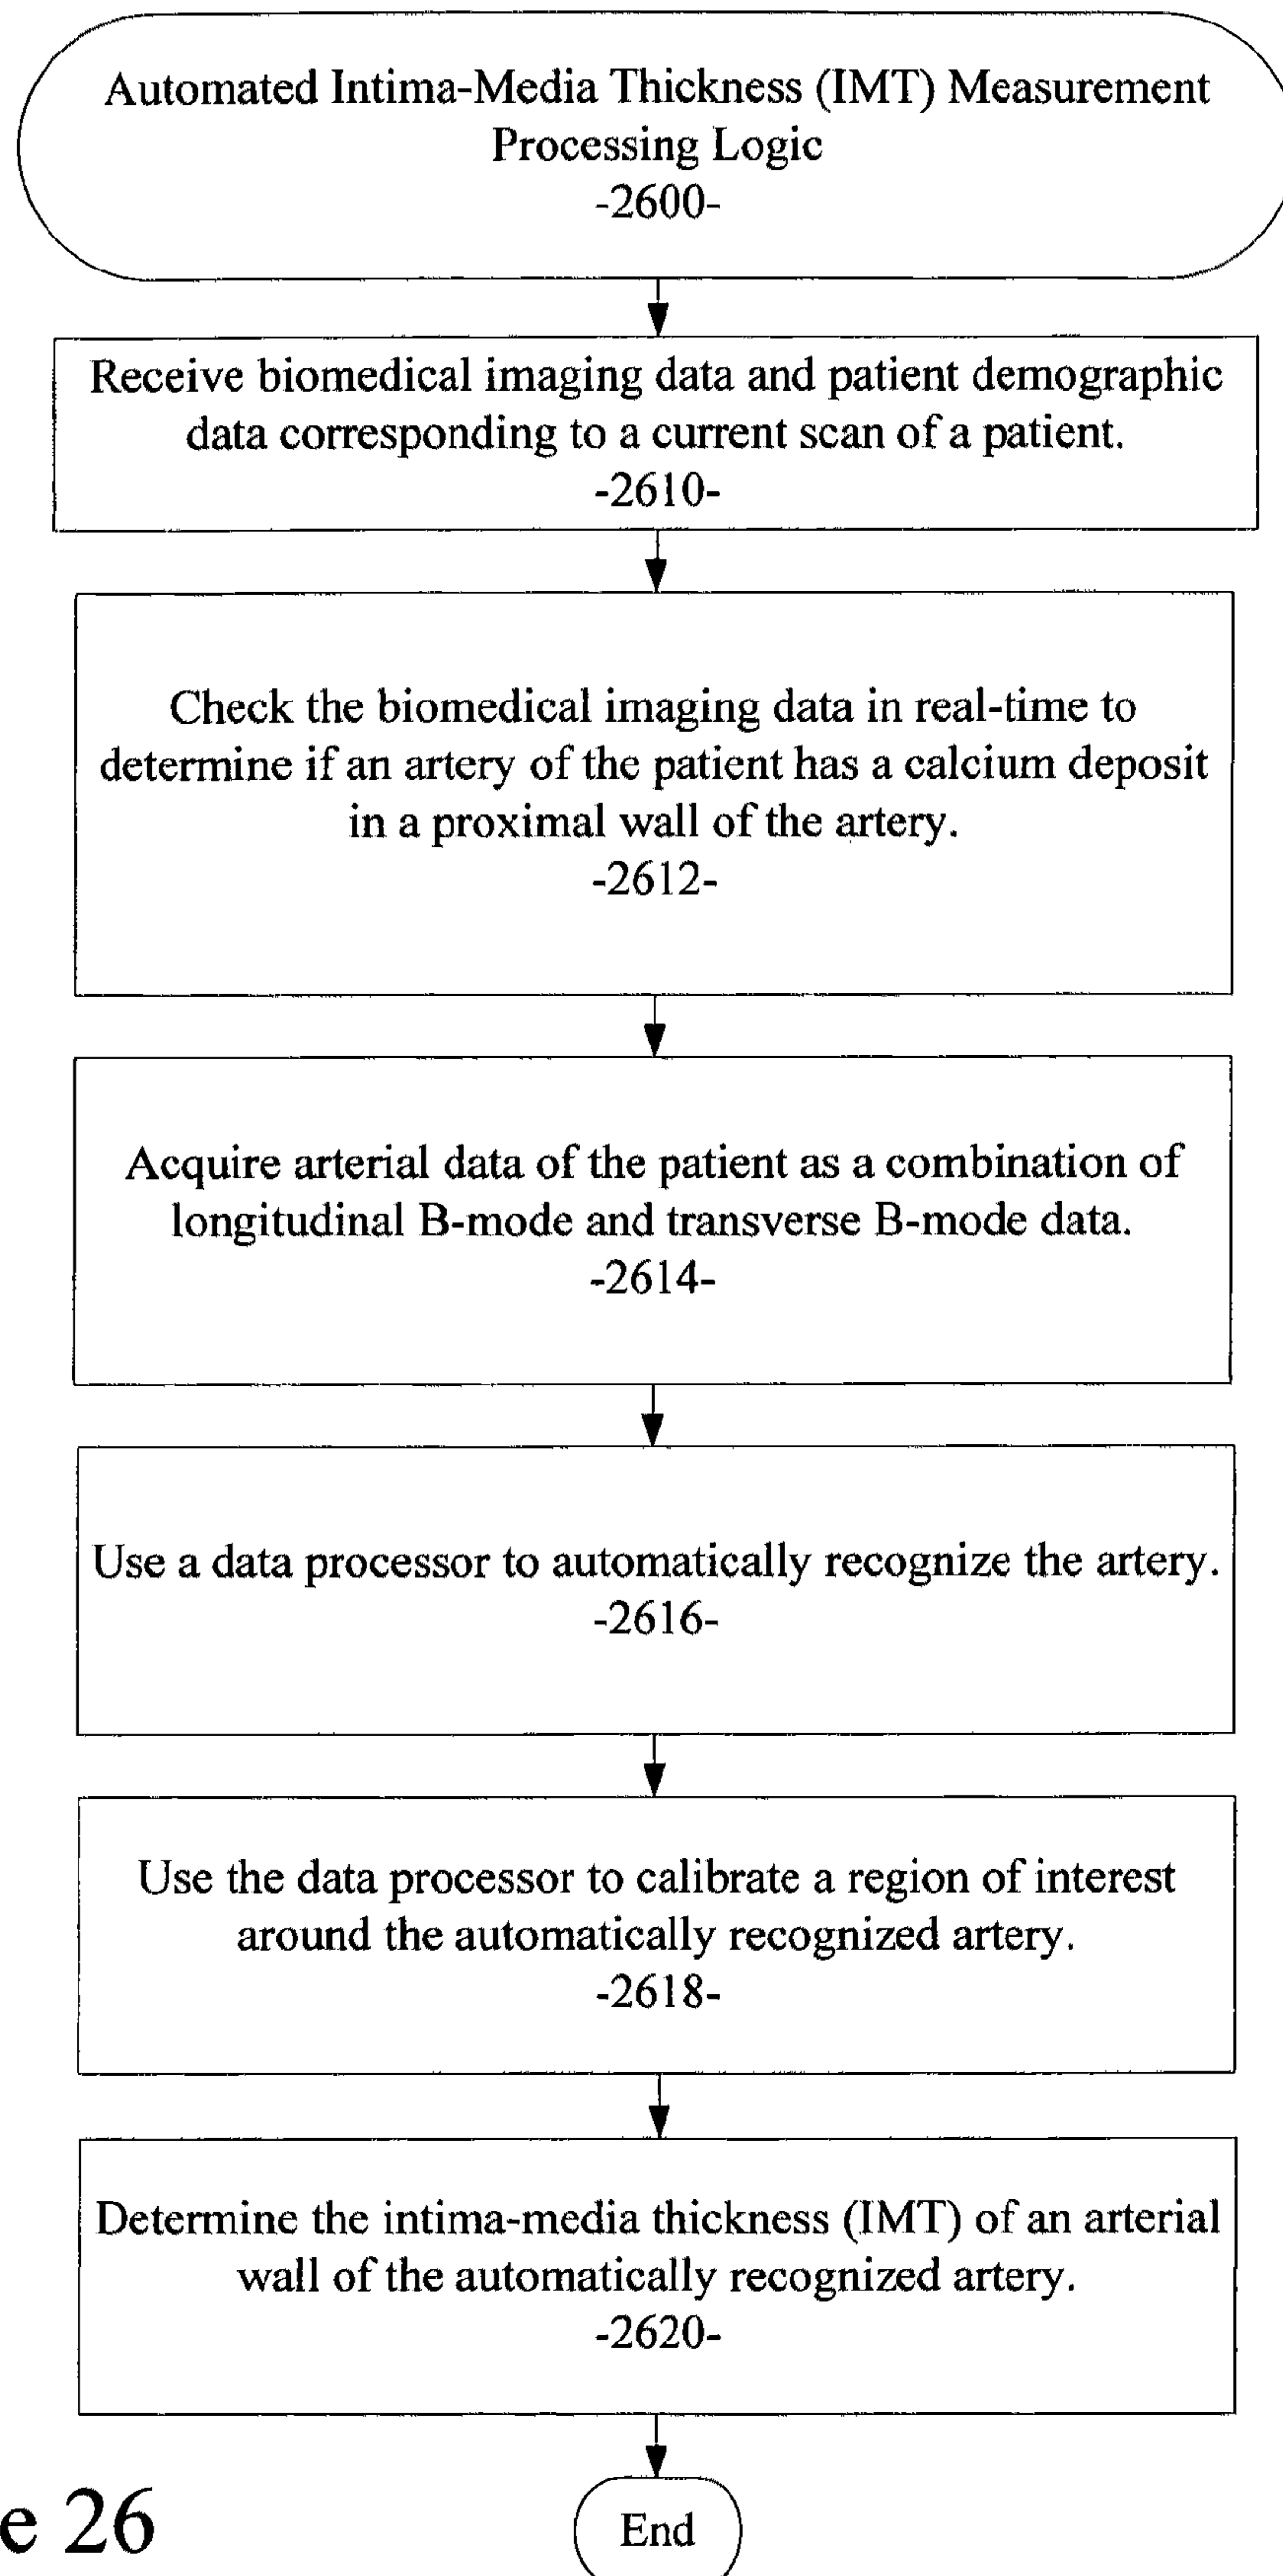 Automated Intima-Media Thickness (IMT) Measurement
Processing Logic
-2600-
Receive biomedical imaging data and patient demographic
data corresponding to a current scan of a patient.
-2610-
Check the biomedical imaging data in real-time to
determine if an artery of the patient has a calcium deposit
in a proximal wall of the artery.
-2612-
Acquire arterial data of the patient as a combination of
longitudinal B-mode and transverse B-mode data.
-2614-
Use a data processor to automatically recognize the artery.
-2616-
Use the data processor to calibrate a region of interest
around the automatically recognized artery.
-2618-
Determine the intima-media thickness (IMT) of an arterial
wall of the automatically recognized artery.
-2620-
End
e 26